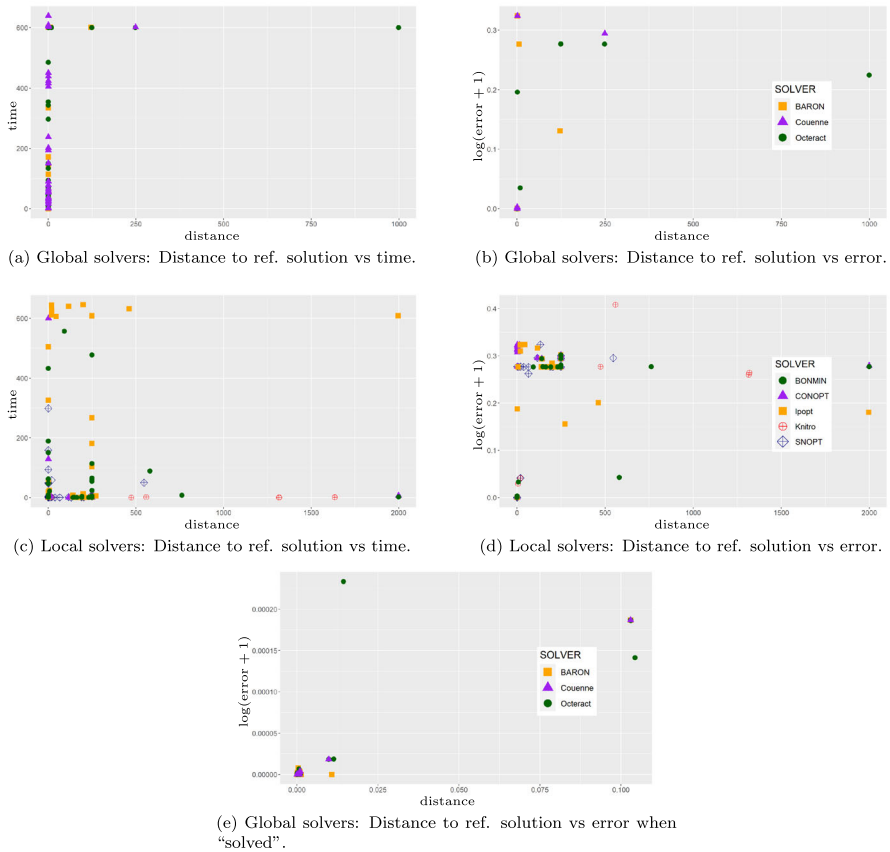 600
400
200
0
time
0
250
500
750
1000
distance
(a) Global solvers: Distance to ref. solution vs time.
0.3
0.2
0.1
0.0
log(error + 1)
SOLVER
BARON
Couenne
Octeract
0
250
500
750
1000
distance
(b) Global solvers: Distance to ref. solution vs error.
600
400
200
0
time
0
500
1000
1500
2000
distance
(c) Local solvers: Distance to ref. solution vs time.
0.4
0.3
0.2
0.1
0.0
log(error + 1)
SOLVER
BONMIN
CONOPT
Ipopt
Knitro
SNOPT
0
500
1000
1500
2000
distance
(d) Local solvers: Distance to ref. solution vs error.
0.00020
0.00015
0.00010
0.00005
0.00000
log(error + 1)
SOLVER
BARON
Couenne
Octeract
0.000
0.025
0.050
0.075
0.100
distance
(e) Global solvers: Distance to ref. solution vs error when
“solved”.